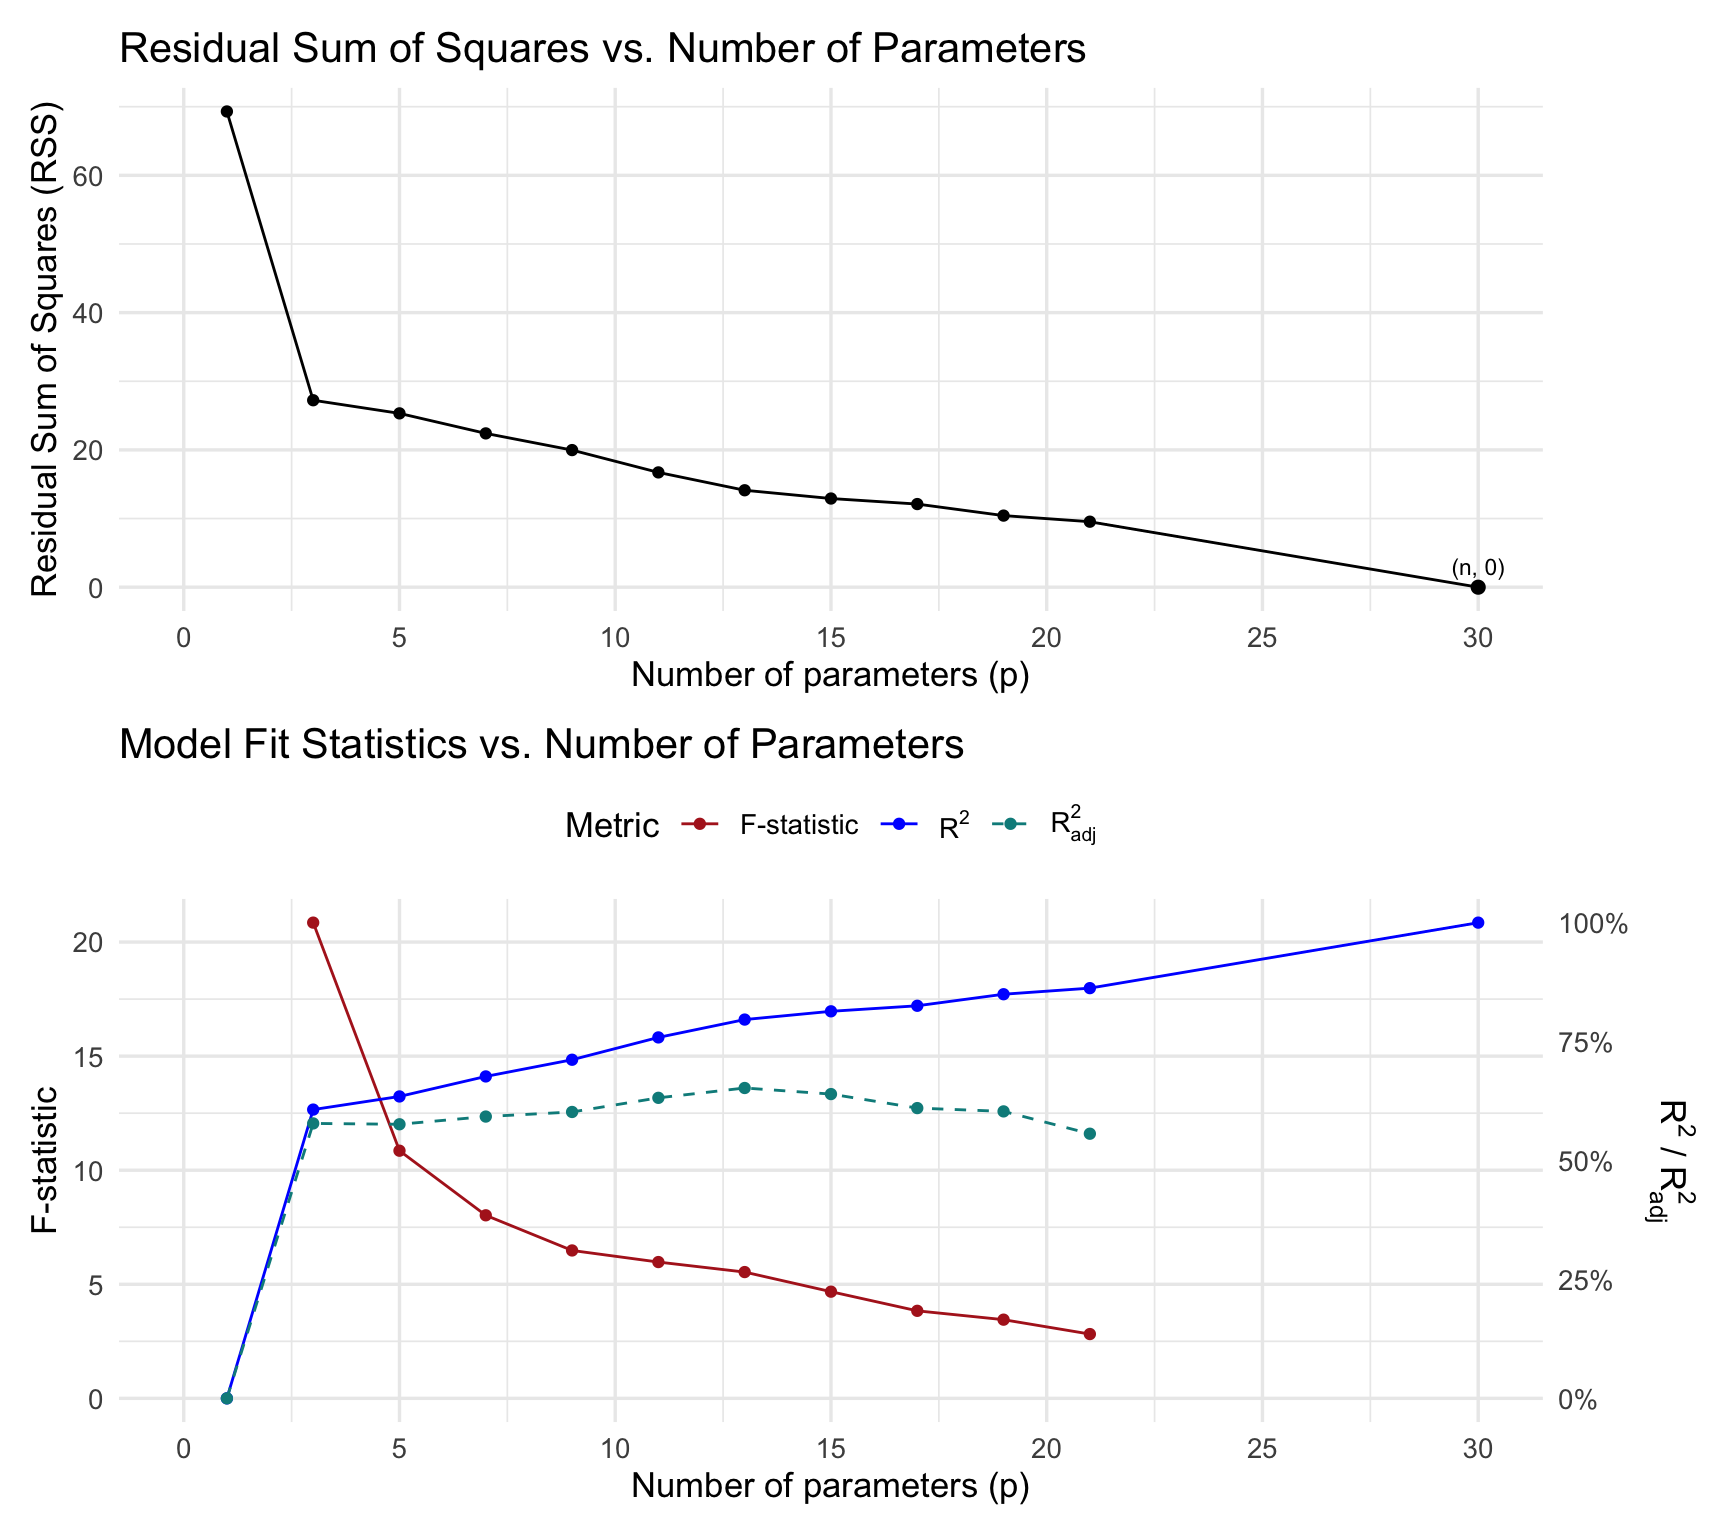 Residual Sum of Squares vs. Number of Parameters
Residual Sum of Squares (RSS)
60
40
20
0
(n, 0)
0 5 10 15 20 25 30
Number of parameters (p)
Model Fit Statistics vs. Number of Parameters
Metric F-statistic R² R²adj
F-statistic
20
15
10
5
0
100%
75%
50%
25%
0%
R² / R²adj
0 5 10 15 20 25 30
Number of parameters (p)